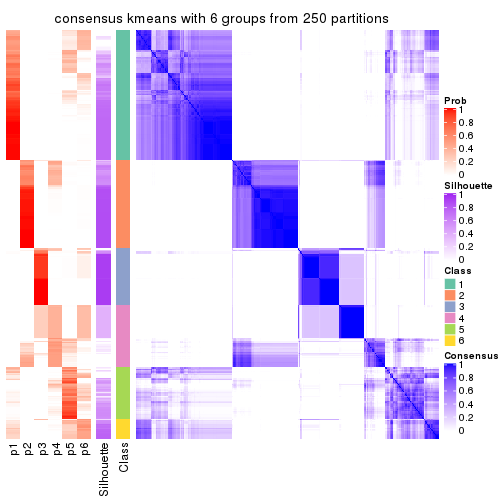 consensus kmeans with 6 groups from 250 partitions
Prob
1
0.8
0.6
0.4
0.2
0
Silhouette
1
0.8
0.6
0.4
0.2
0
Class
1
2
3
4
5
6
Consensus
1
0.8
0.6
0.4
0.2
0
p1
p2
p3
p4
p5
p6
Silhouette
Class